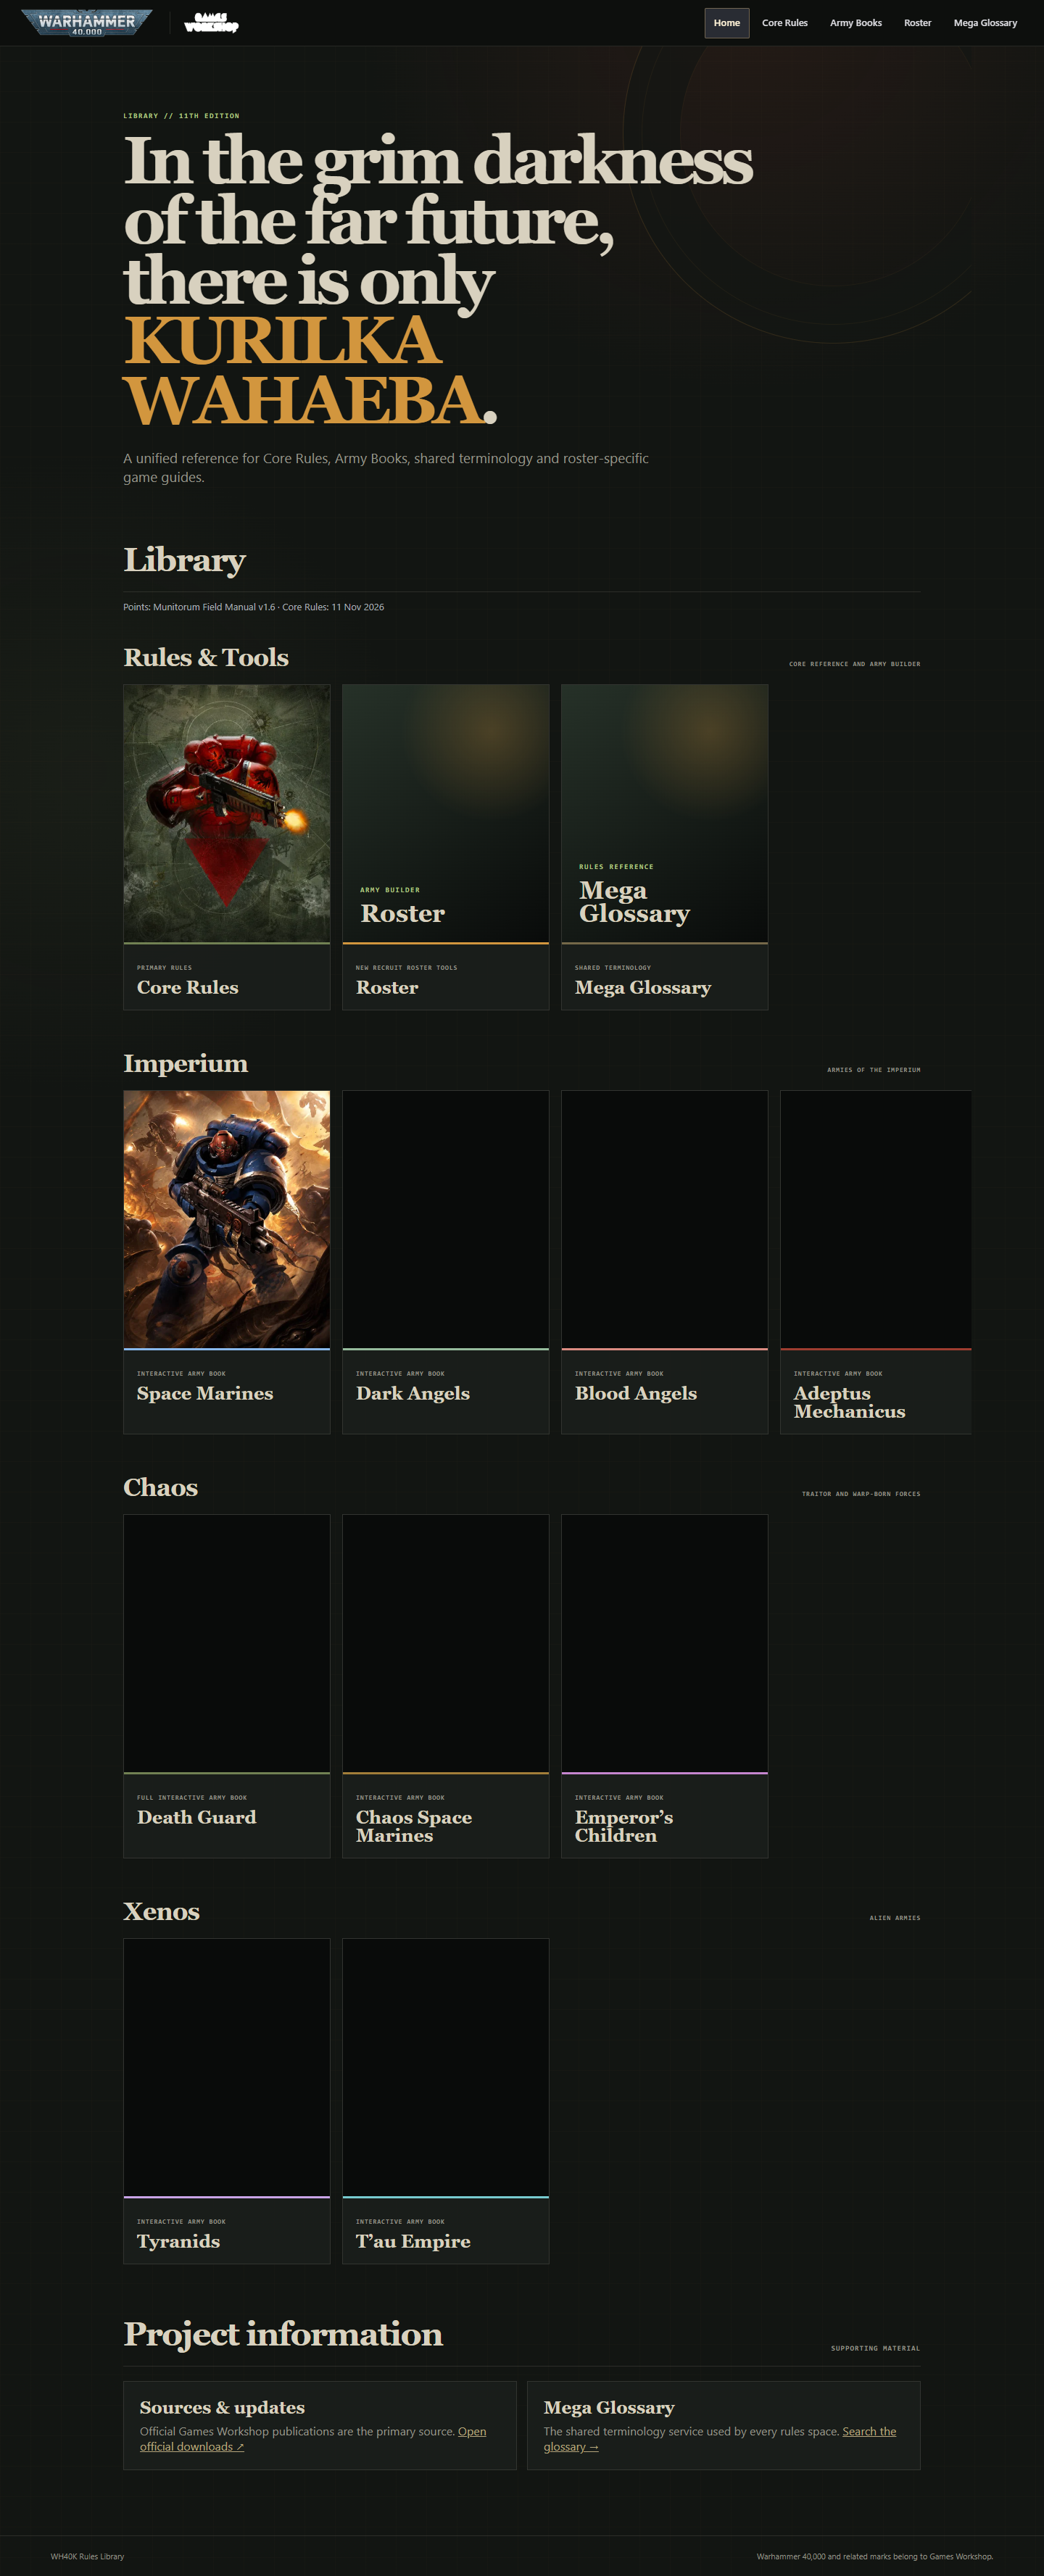 WARHAMMER
40,000
GAMES
WORKSHOP
Home
Core Rules
Army Books
Roster
Mega Glossary
LIBRARY // 11TH EDITION
In the grim darkness
of the far future,
there is only
KURILKA
WAHAEBA.
A unified reference for Core Rules, Army Books, shared terminology and roster-specific
game guides.
Library
Points: Munitorum Field Manual v1.6 · Core Rules: 11 Nov 2026
Rules & Tools
CORE REFERENCE AND ARMY BUILDER
ARMY BUILDER
Roster
RULES REFERENCE
Mega
Glossary
PRIMARY RULES
Core Rules
NEW RECRUIT ROSTER TOOLS
Roster
SHARED TERMINOLOGY
Mega Glossary
Imperium
ARMIES OF THE IMPERIUM
INTERACTIVE ARMY BOOK
Space Marines
INTERACTIVE ARMY BOOK
Dark Angels
INTERACTIVE ARMY BOOK
Blood Angels
INTERACTIVE ARMY BOOK
Adeptus
Mechanicus
Chaos
TRAITOR AND WARP-BORN FORCES
FULL INTERACTIVE ARMY BOOK
Death Guard
INTERACTIVE ARMY BOOK
Chaos Space
Marines
INTERACTIVE ARMY BOOK
Emperor’s
Children
Xenos
ALIEN ARMIES
INTERACTIVE ARMY BOOK
Tyranids
INTERACTIVE ARMY BOOK
T’au Empire
Project information
SUPPORTING MATERIAL
Sources & updates
Official Games Workshop publications are the primary source. Open
official downloads ↗
Mega Glossary
The shared terminology service used by every rules space. Search the
glossary →
WH40K Rules Library
Warhammer 40,000 and related marks belong to Games Workshop.